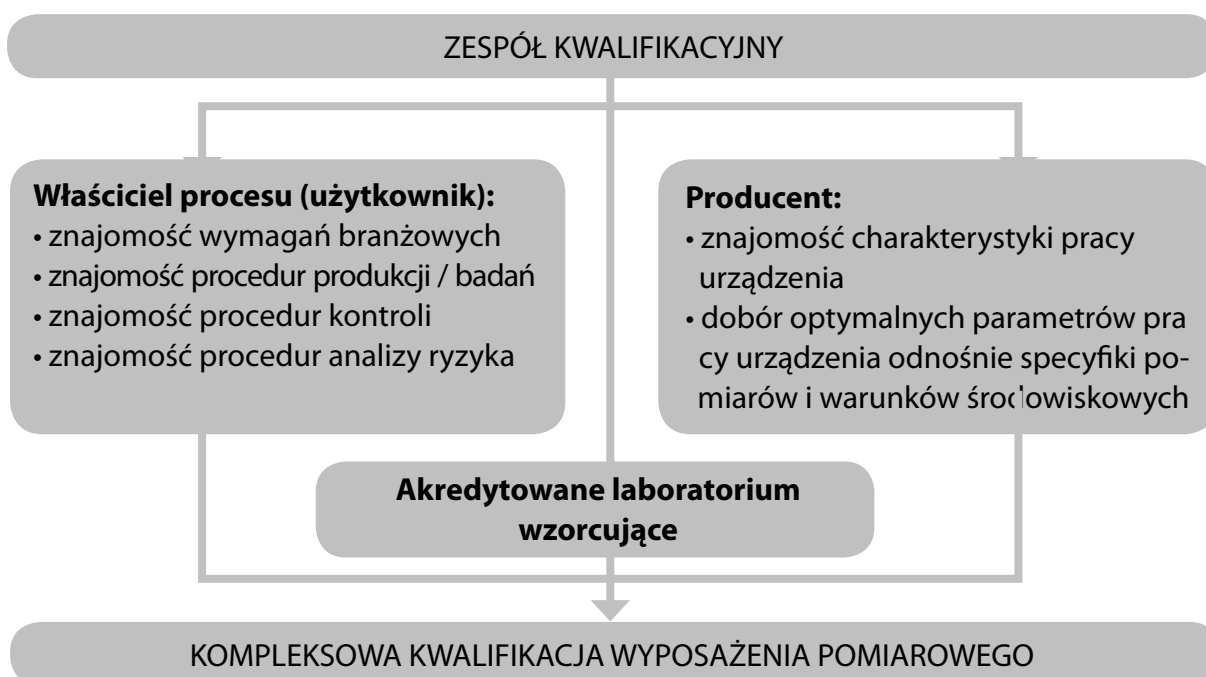 ZESPÓŁ KWALIFIKACYJNY
Właściciel procesu (użytkownik):
• znajomość wymagań branżowych
• znajomość procedur produkcji / badań
• znajomość procedur kontroli
• znajomość procedur analizy ryzyka
Producent:
• znajomość charakterystyki pracy
urządzenia
• dobór optymalnych parametrów pra
cy urządzenia odnośnie specyfiki po-
miarów i warunków środowiskowych
Akredytowane laboratorium
wzorcujące
KOMPLEKSOWA KWALIFIKACJA WYPOSAŻENIA POMIAROWEGO